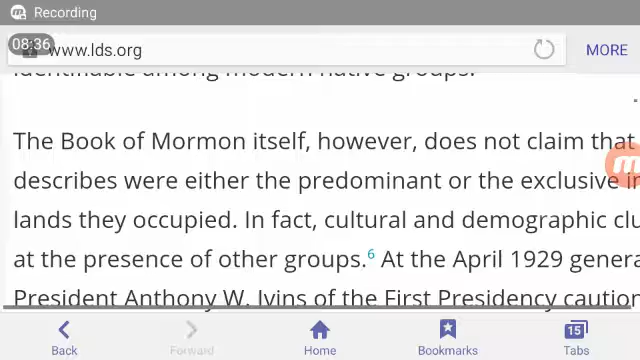 Recording
08:36
www.lds.org
MORE
identifiable among modern native groups.
The Book of Mormon itself, however, does not claim that
describes were either the predominant or the exclusive in
lands they occupied. In fact, cultural and demographic clu
at the presence of other groups.6 At the April 1929 genera
President Anthony W. Ivins of the First Presidency caution
Back
Forward
Home
Bookmarks
15
Tabs